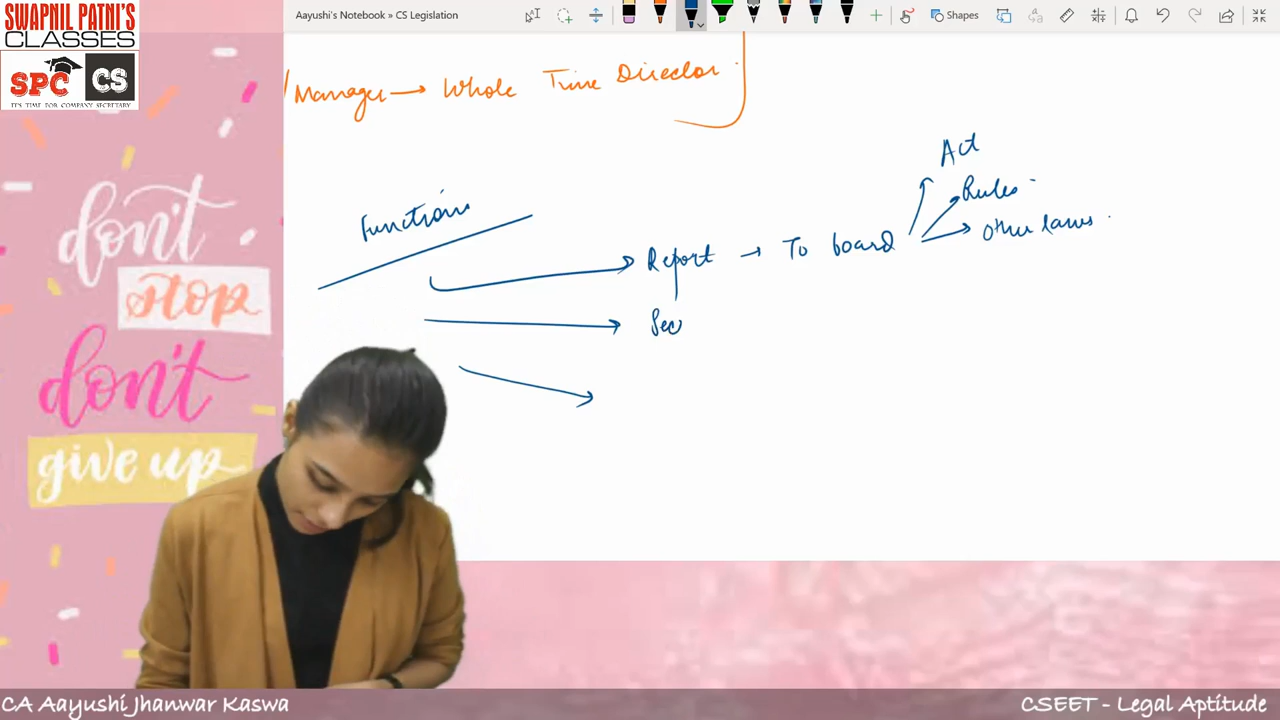 SWAPNIL PATNI'S
CLASSES
SPC CS
IT'S TIME FOR COMPANY SECRETARY
Aayushi's Notebook » CS Legislation
Shapes
Manager → Whole Time Director
Functions
Report → To board
Act
Rules
Other laws
Sec
don't
stop
don't
give up
CA Aayushi Jhanwar Kaswa
CSEET - Legal Aptitude